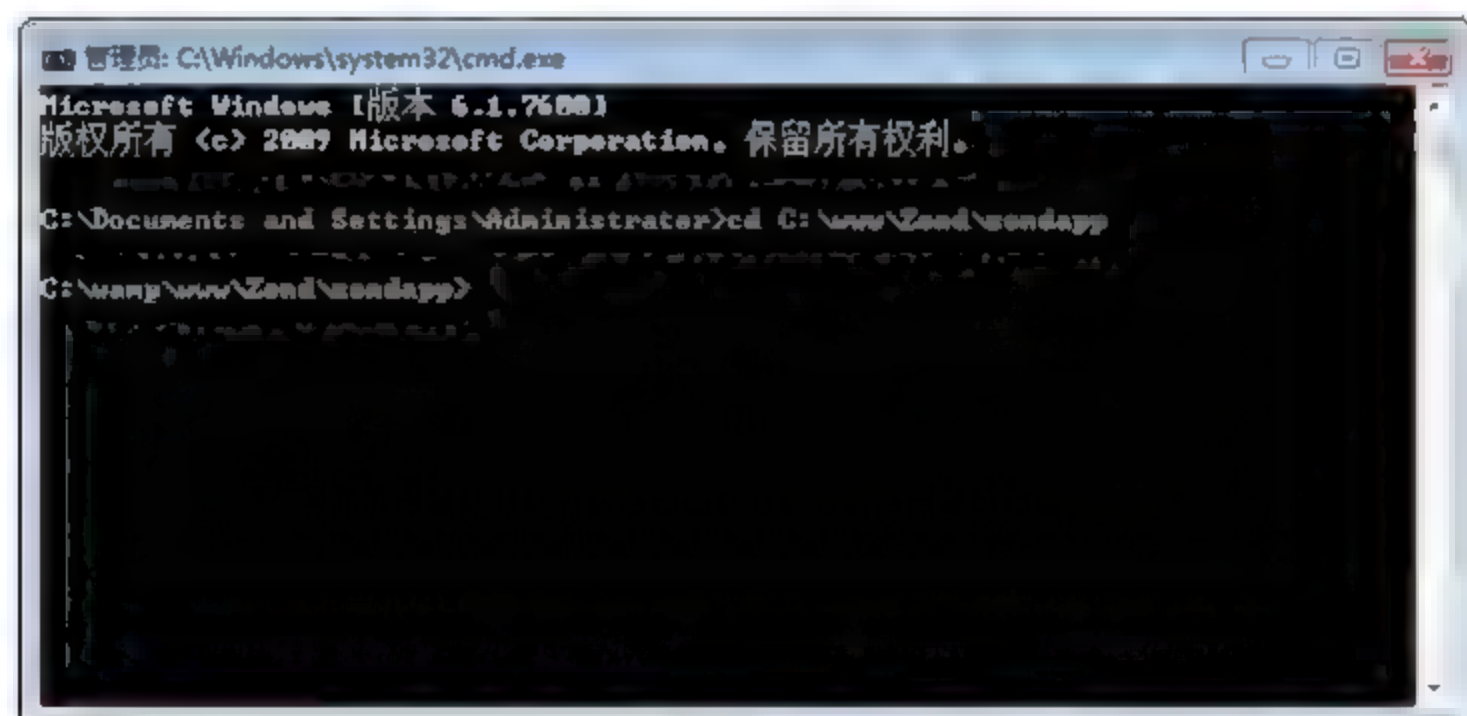 管理员: C:\Windows\system32\cmd.exe
Microsoft Windows [版本 6.1.7600]
版权所有 (c) 2009 Microsoft Corporation。保留所有权利。
C:\Documents and Settings\Administrator>cd C:\www\Zend\zendapp
C:\wamp\www\Zend\zendapp>